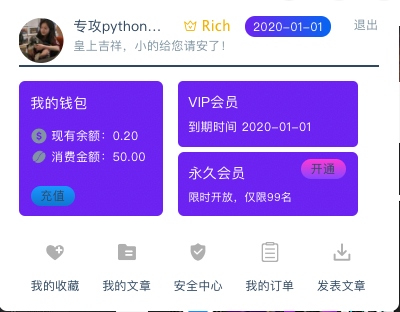 专攻python... Rich 2020-01-01 退出
皇上吉祥，小的给您请安了！
我的钱包
现有余额：0.20
消费金额：50.00
充值
VIP会员
到期时间 2020-01-01
永久会员 开通
限时开放，仅限99名
我的收藏 我的文章 安全中心 我的订单 发表文章